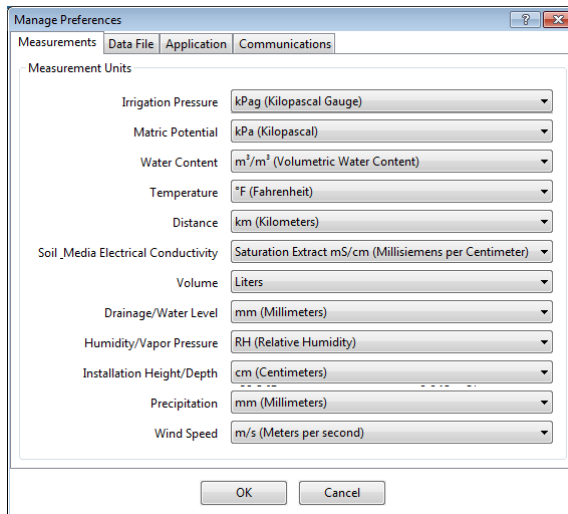 Manage Preferences
Measurements Data File Application Communications
Measurement Units
Irrigation Pressure kPag (Kilopascal Gauge)
Matric Potential kPa (Kilopascal)
Water Content m³/m³ (Volumetric Water Content)
Temperature °F (Fahrenheit)
Distance km (Kilometers)
Soil_Media Electrical Conductivity Saturation Extract mS/cm (Millisiemens per Centimeter)
Volume Liters
Drainage/Water Level mm (Millimeters)
Humidity/Vapor Pressure RH (Relative Humidity)
Installation Height/Depth cm (Centimeters)
Precipitation mm (Millimeters)
Wind Speed m/s (Meters per second)
OK Cancel